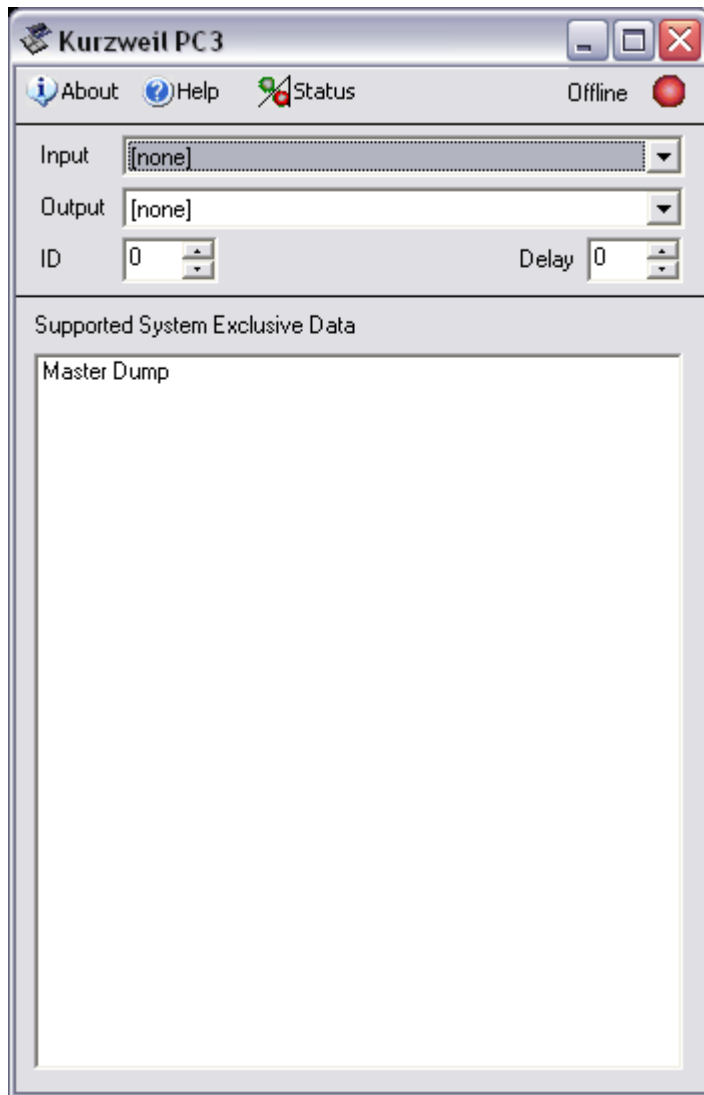 Kurzweil PC3
About Help Status Offline
Input [none]
Output [none]
ID 0 Delay 0
Supported System Exclusive Data
Master Dump